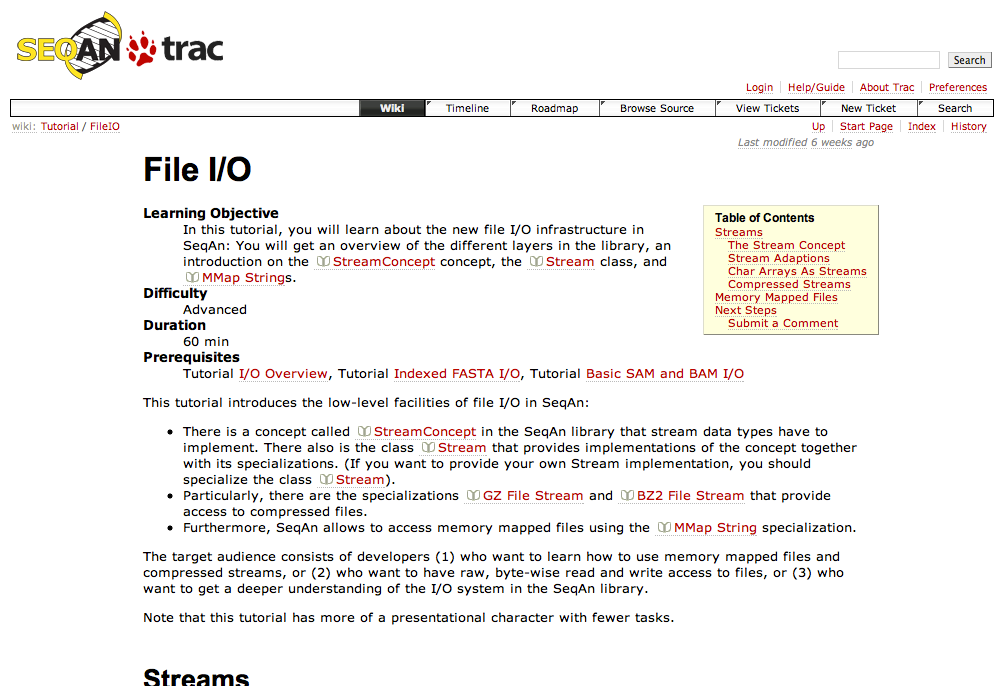 SEQAN trac
Search
Login Help/Guide About Trac Preferences
Wiki Timeline Roadmap Browse Source View Tickets New Ticket Search
wiki: Tutorial / FileIO
Up Start Page Index History
Last modified 6 weeks ago
File I/O
Learning Objective
In this tutorial, you will learn about the new file I/O infrastructure in
SeqAn: You will get an overview of the different layers in the library, an
introduction on the StreamConcept concept, the Stream class, and
MMap Strings.
Difficulty
Advanced
Duration
60 min
Prerequisites
Tutorial I/O Overview, Tutorial Indexed FASTA I/O, Tutorial Basic SAM and BAM I/O
Table of Contents
Streams
The Stream Concept
Stream Adaptions
Char Arrays As Streams
Compressed Streams
Memory Mapped Files
Next Steps
Submit a Comment
This tutorial introduces the low-level facilities of file I/O in SeqAn:
• There is a concept called StreamConcept in the SeqAn library that stream data types have to
implement. There also is the class Stream that provides implementations of the concept together
with its specializations. (If you want to provide your own Stream implementation, you should
specialize the class Stream).
• Particularly, there are the specializations GZ File Stream and BZ2 File Stream that provide
access to compressed files.
• Furthermore, SeqAn allows to access memory mapped files using the MMap String specialization.
The target audience consists of developers (1) who want to learn how to use memory mapped files and
compressed streams, or (2) who want to have raw, byte-wise read and write access to files, or (3) who
want to get a deeper understanding of the I/O system in the SeqAn library.
Note that this tutorial has more of a presentational character with fewer tasks.
Streams